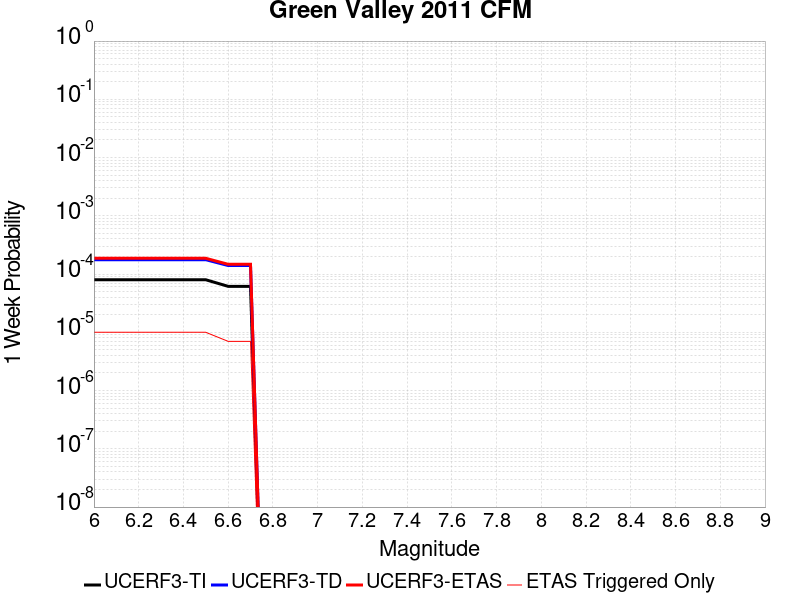 Green Valley 2011 CFM
10^0
10^-1
10^-2
10^-3
10^-4
10^-5
10^-6
10^-7
10^-8
1 Week Probability
6 6.2 6.4 6.6 6.8 7 7.2 7.4 7.6 7.8 8 8.2 8.4 8.6 8.8 9
Magnitude
UCERF3-TI UCERF3-TD UCERF3-ETAS ETAS Triggered Only